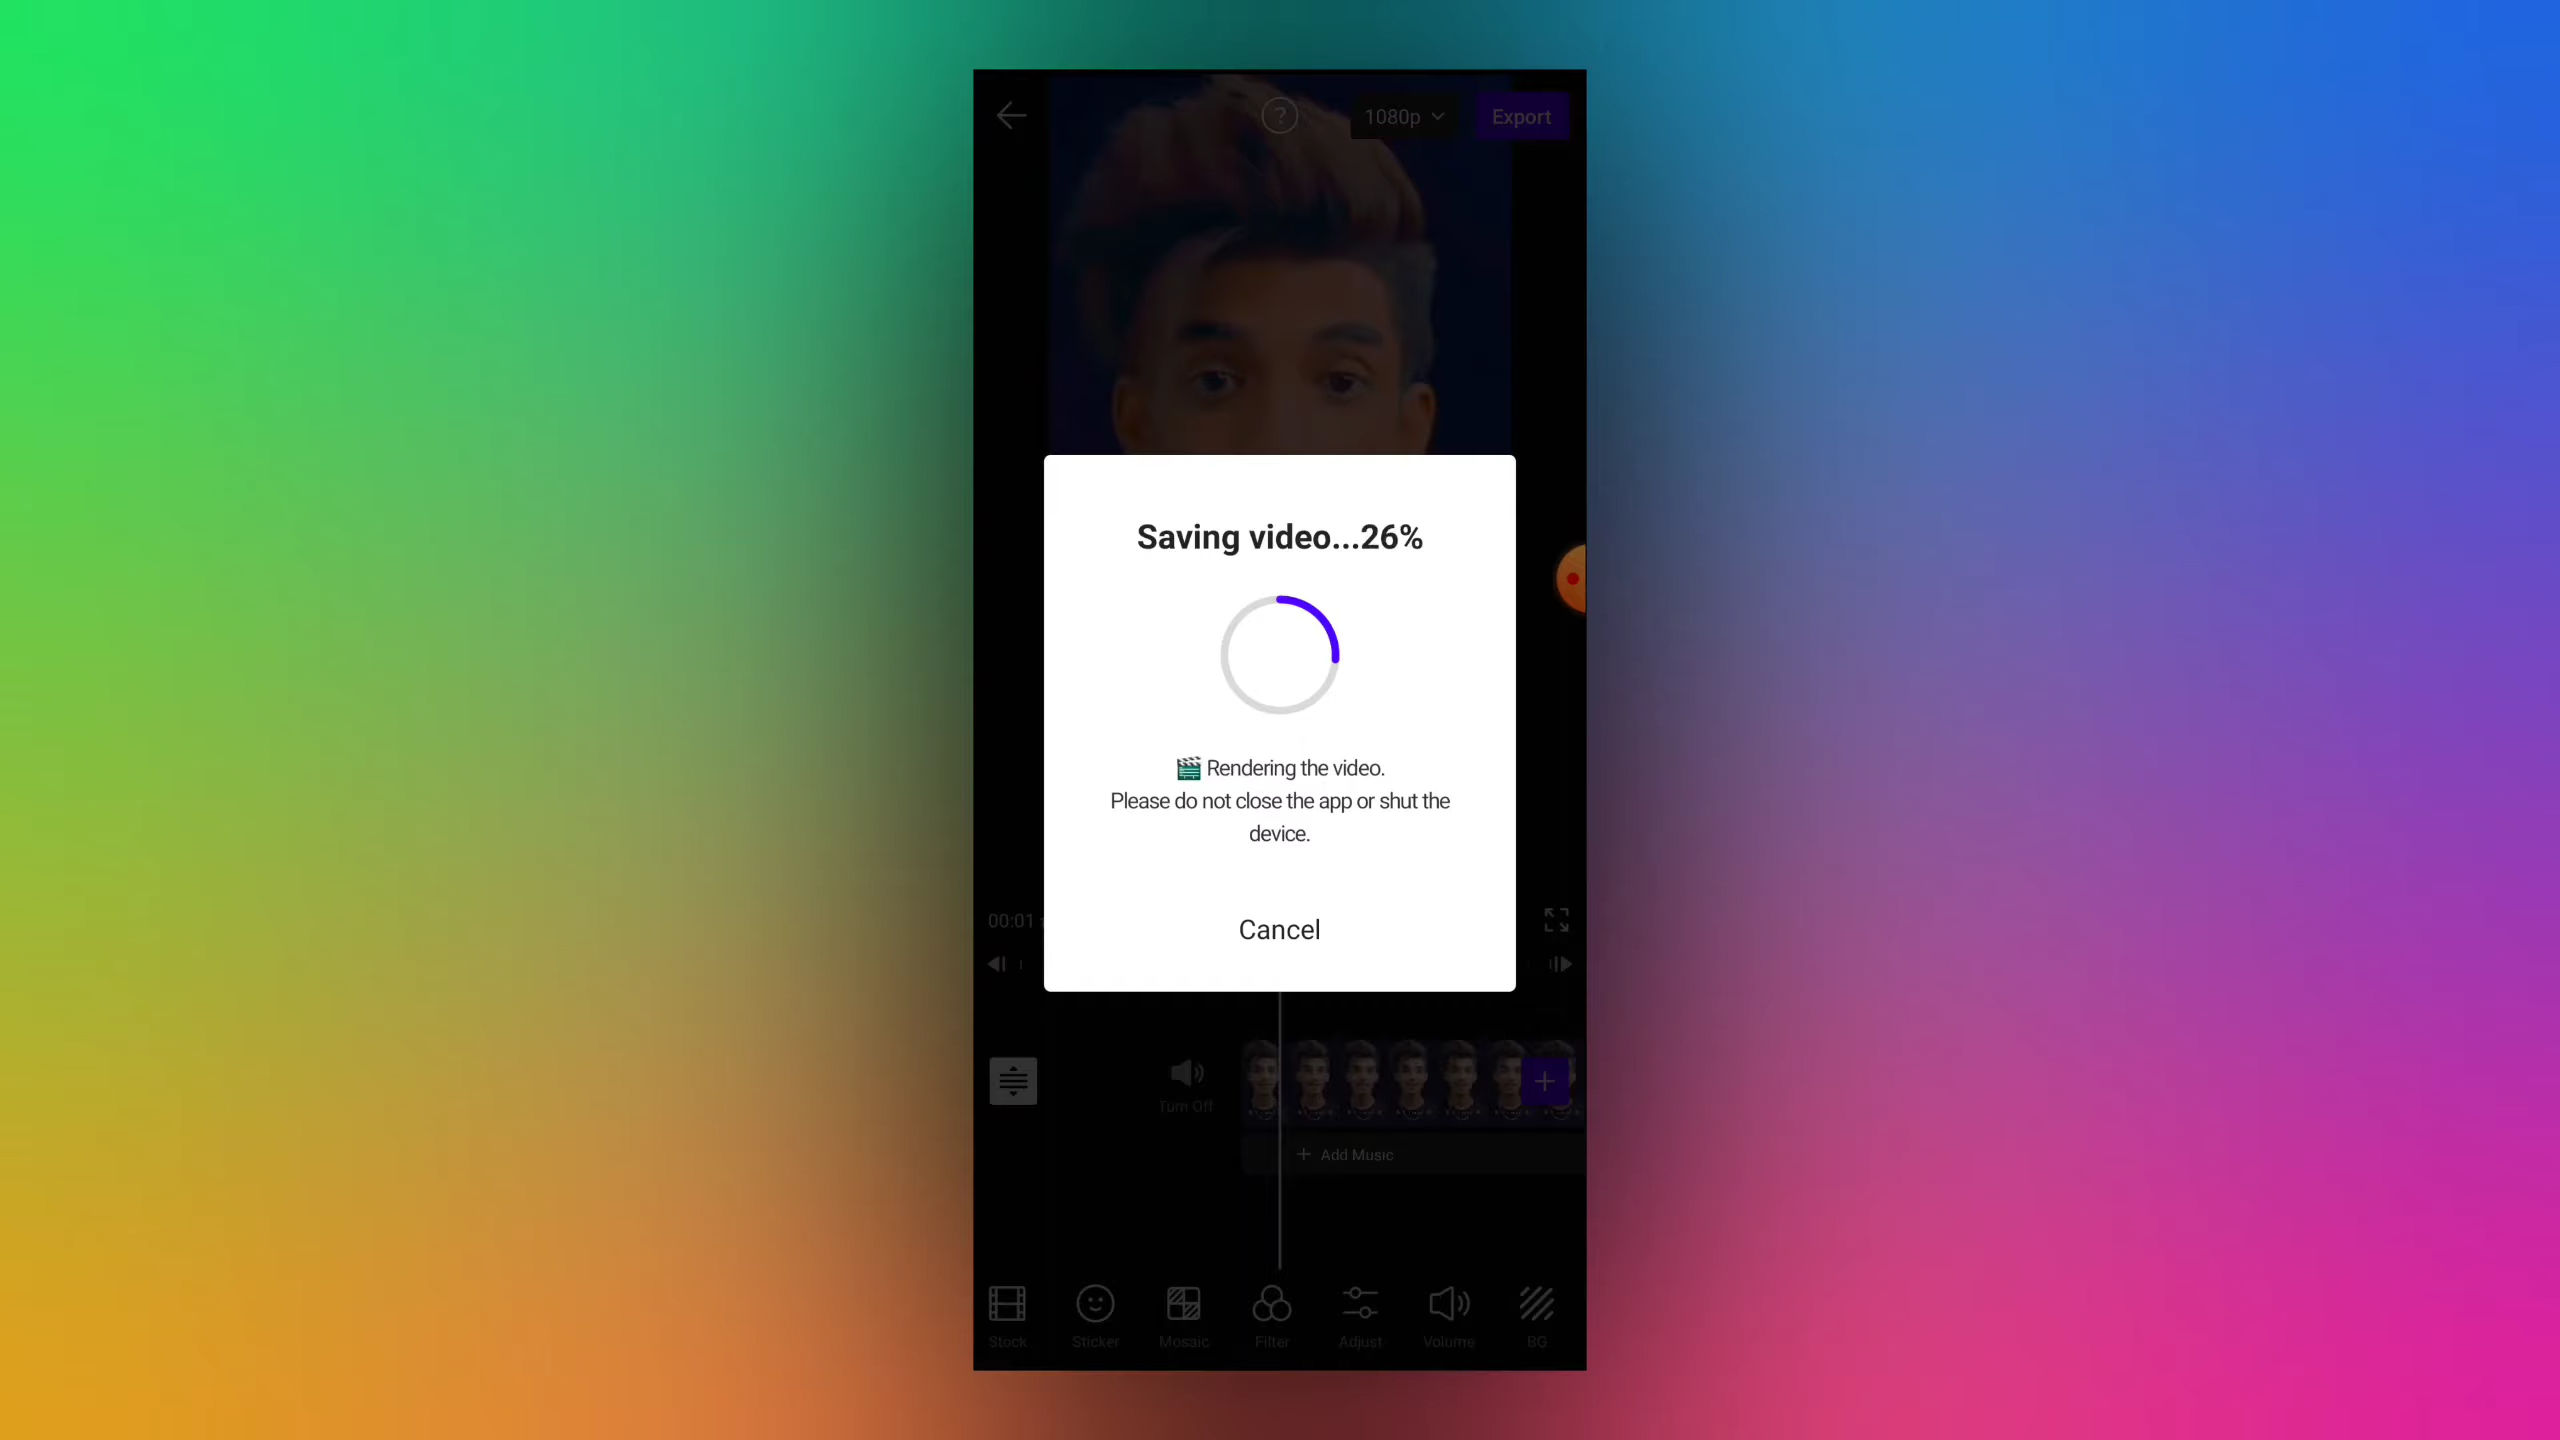 ?
1080p
Export
Saving video...26%
Rendering the video.
Please do not close the app or shut the
device.
00:01
Cancel
Turn Off
+ Add Music
Stock
Sticker
Mosaic
Filter
Adjust
Volume
BG